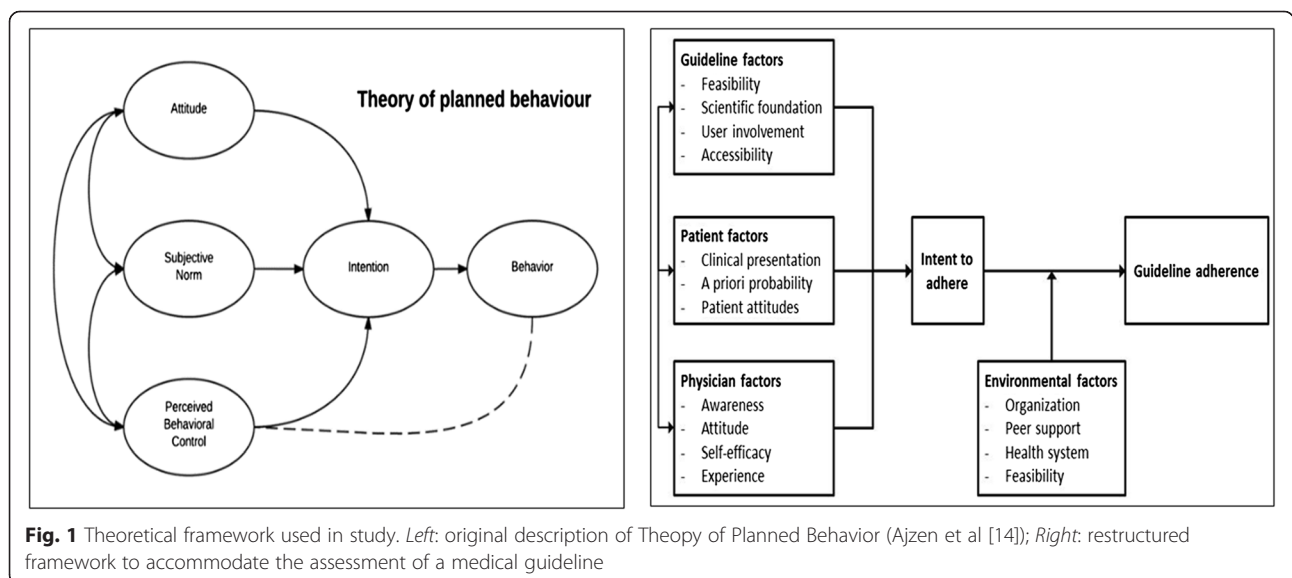 Theory of planned behaviour
Attitude
Subjective
Norm
Perceived
Behavioral
Control
Intention
Behavior
Guideline factors
- Feasibility
- Scientific foundation
- User involvement
- Accessibility
Patient factors
- Clinical presentation
- A priori probability
- Patient attitudes
Physician factors
- Awareness
- Attitude
- Self-efficacy
- Experience
Intent to
adhere
Guideline adherence
Environmental factors
- Organization
- Peer support
- Health system
- Feasibility
Fig. 1 Theoretical framework used in study. Left: original description of Theopy of Planned Behavior (Ajzen et al [14]); Right: restructured
framework to accommodate the assessment of a medical guideline